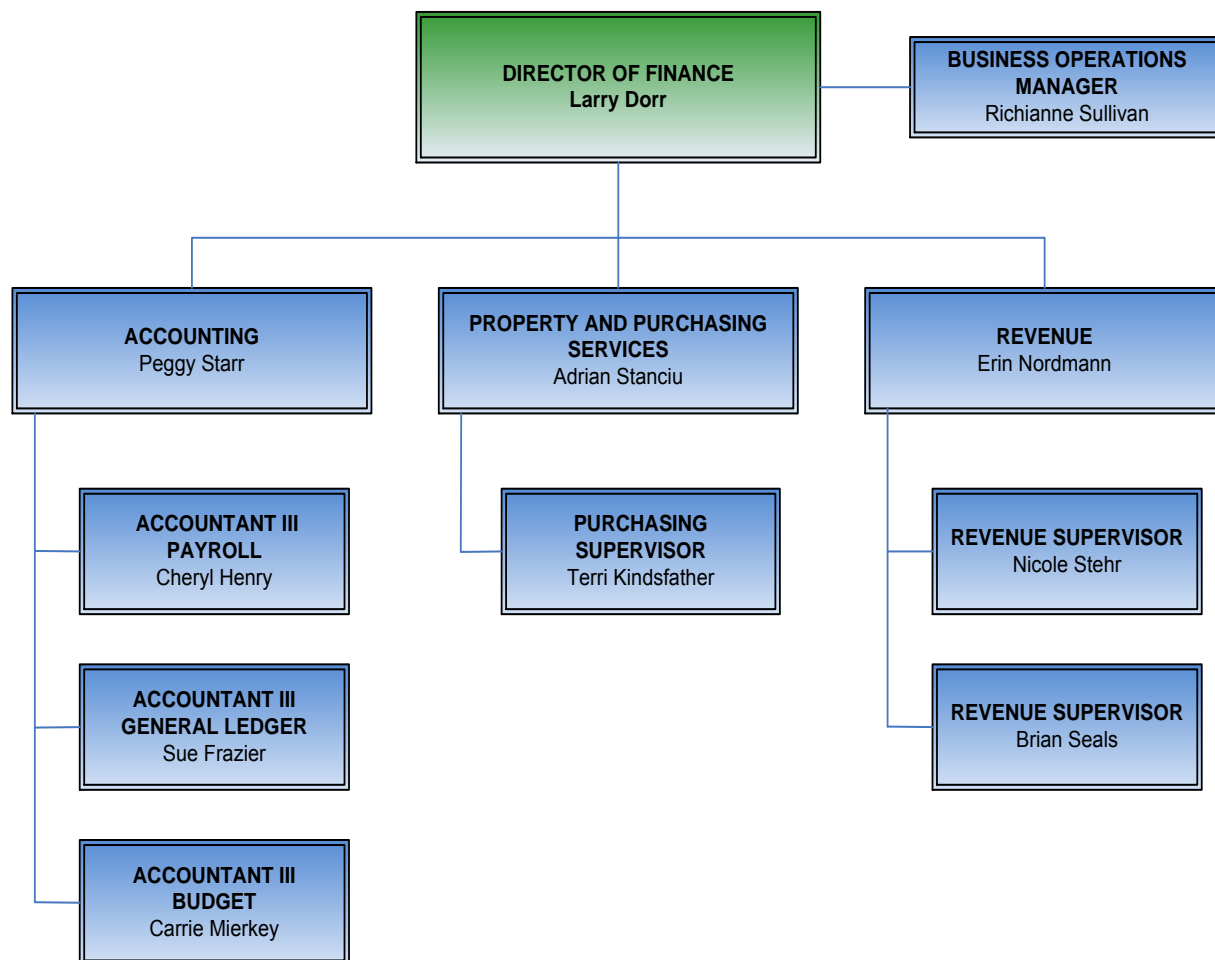 DIRECTOR OF FINANCE
Larry Dorr
BUSINESS OPERATIONS
MANAGER
Richianne Sullivan
ACCOUNTING
Peggy Starr
PROPERTY AND PURCHASING
SERVICES
Adrian Stanciu
REVENUE
Erin Nordmann
ACCOUNTANT III
PAYROLL
Cheryl Henry
PURCHASING
SUPERVISOR
Terri Kindsfather
REVENUE SUPERVISOR
Nicole Stehr
ACCOUNTANT III
GENERAL LEDGER
Sue Frazier
REVENUE SUPERVISOR
Brian Seals
ACCOUNTANT III
BUDGET
Carrie Mierkey